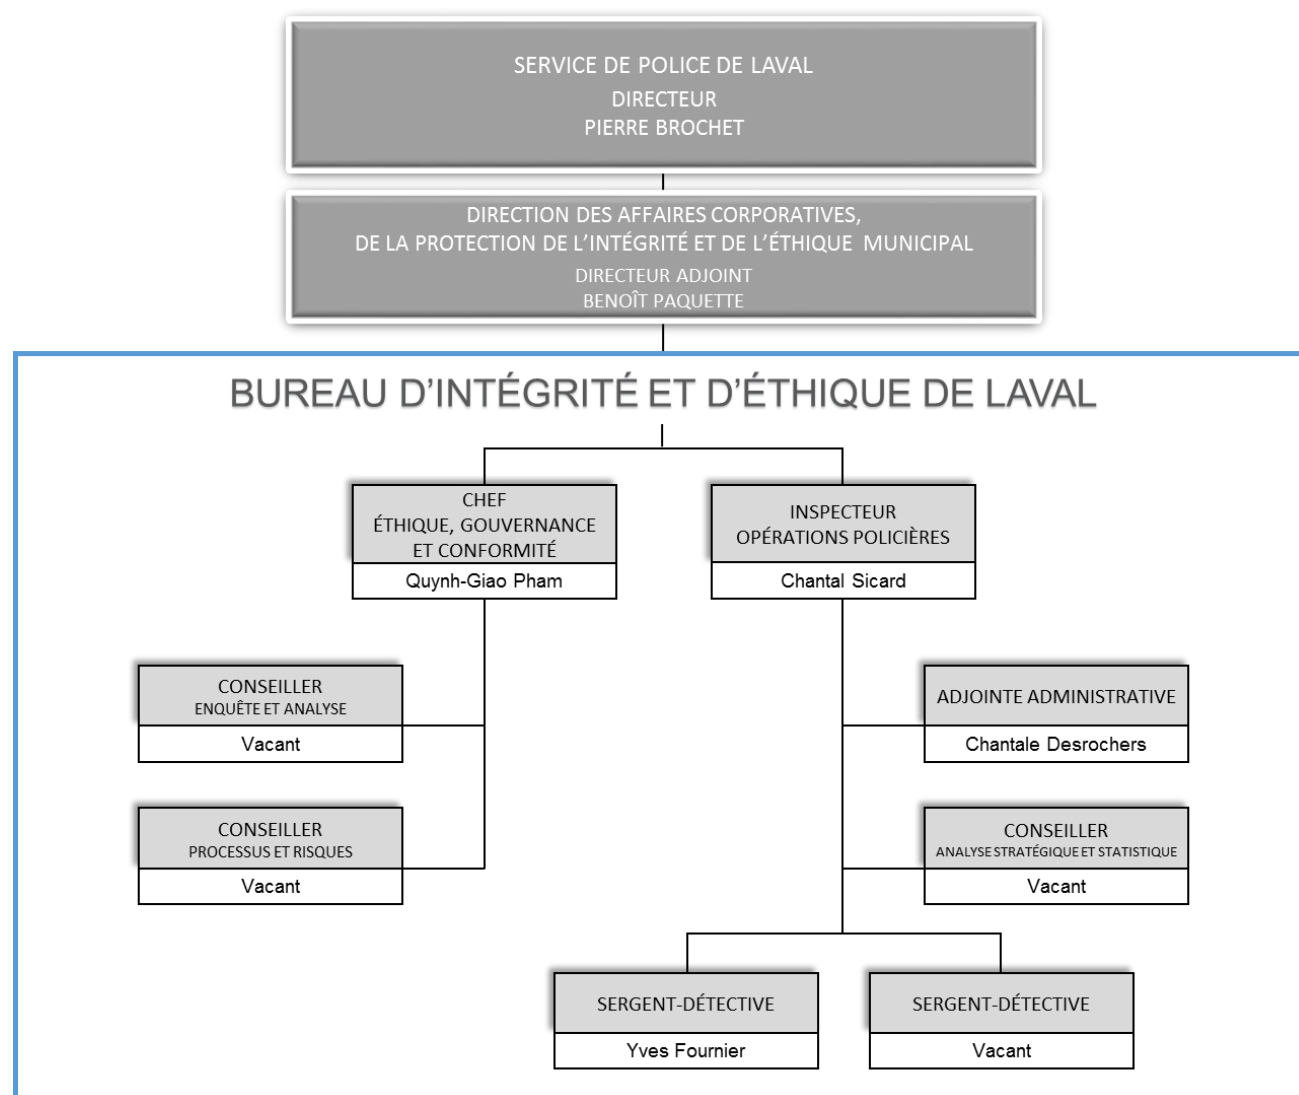 SERVICE DE POLICE DE LAVAL
DIRECTEUR
PIERRE BROCHET
DIRECTION DES AFFAIRES CORPORATIVES,
DE LA PROTECTION DE L'INTÉGRITÉ ET DE L'ÉTHIQUE MUNICIPAL
DIRECTEUR ADJOINT
BENOÎT PAQUETTE
BUREAU D'INTÉGRITÉ ET D'ÉTHIQUE DE LAVAL
CHEF
ÉTHIQUE, GOUVERNANCE
ET CONFORMITÉ
Quynh-Giao Pham
INSPECTEUR
OPÉRATIONS POLICIÈRES
Chantal Sicard
CONSEILLER
ENQUÊTE ET ANALYSE
Vacant
ADJOINTE ADMINISTRATIVE
Chantale Desrochers
CONSEILLER
PROCESSUS ET RISQUES
Vacant
CONSEILLER
ANALYSE STRATÉGIQUE ET STATISTIQUE
Vacant
SERGENT-DÉTECTIVE
Yves Fournier
SERGENT-DÉTECTIVE
Vacant